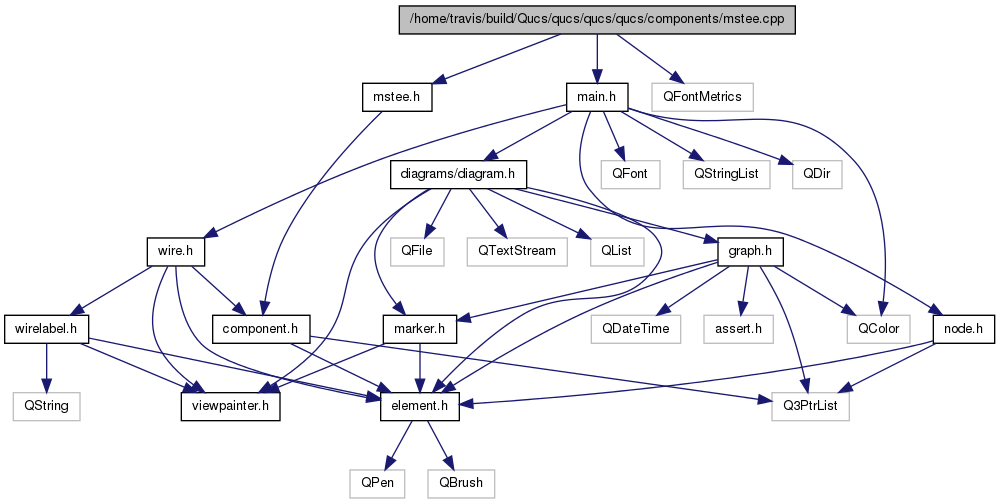 /home/travis/build/Qucs/qucs/qucs/qucs/components/mstee.cpp
mstee.h
main.h
QFontMetrics
diagrams/diagram.h
QFont
QStringList
QDir
wire.h
QFile
QTextStream
QList
graph.h
wirelabel.h
component.h
marker.h
QDateTime
assert.h
QColor
node.h
QString
viewpainter.h
element.h
Q3PtrList
QPen
QBrush